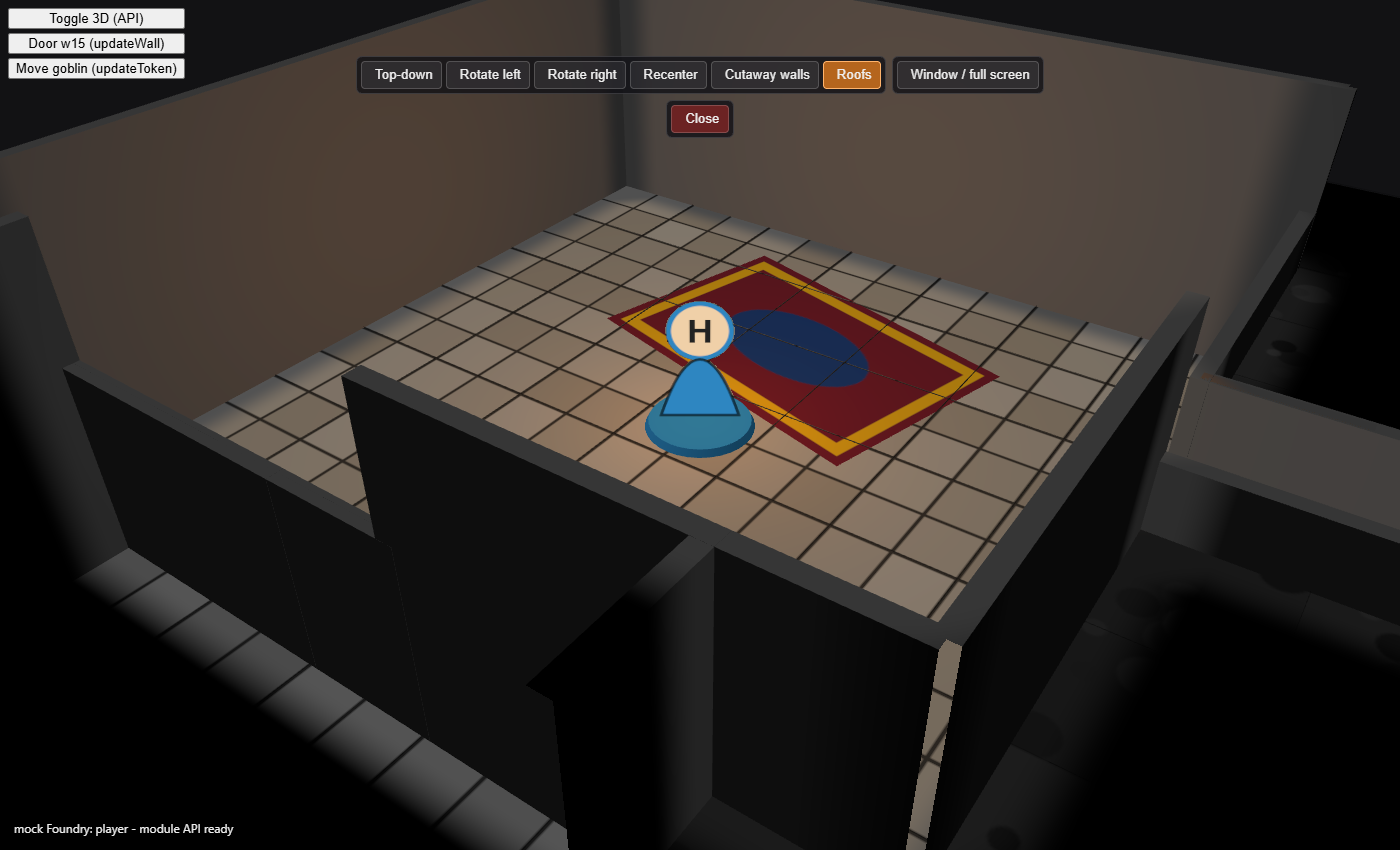 Toggle 3D (API)
Door w15 (updateWall)
Move goblin (updateToken)
Top-down Rotate left Rotate right Recenter Cutaway walls Roofs Window / full screen
Close
H
mock Foundry: player - module API ready